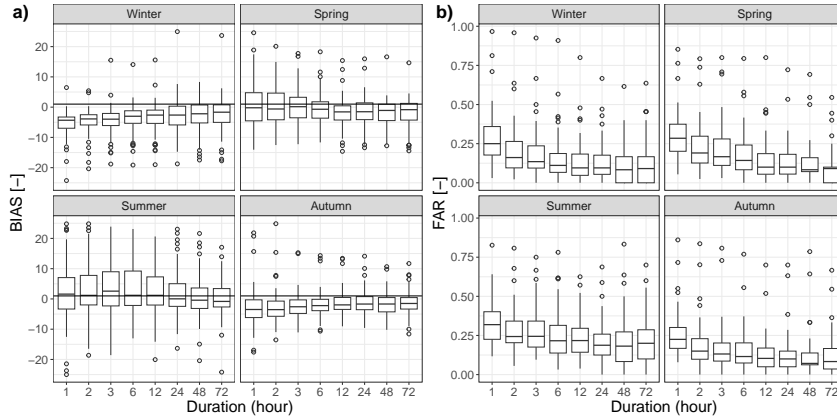 a)
Winter
Spring
20
10
0
−10
−20
Summer
Autumn
20
10
0
−10
−20
BIAS [−]
1 2 3 6 12 24 48 72
1 2 3 6 12 24 48 72
Duration (hour)
b)
Winter
Spring
1.00
0.75
0.50
0.25
0.00
Summer
Autumn
1.00
0.75
0.50
0.25
0.00
FAR [−]
1 2 3 6 12 24 48 72
1 2 3 6 12 24 48 72
Duration (hour)